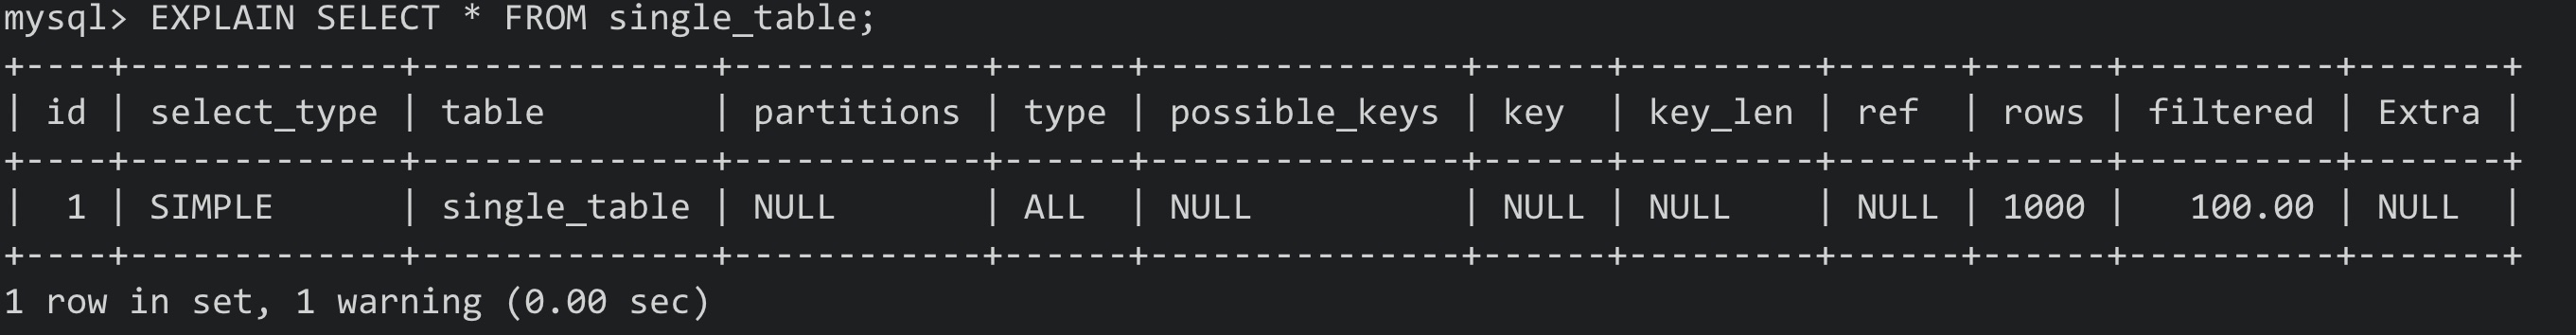 mysql> EXPLAIN SELECT * FROM single_table;
+----+-------------+--------------+------------+------+---------------+------+---------+------+------+----------+-------+
| id | select_type | table        | partitions | type | possible_keys | key  | key_len | ref  | rows | filtered | Extra |
+----+-------------+--------------+------------+------+---------------+------+---------+------+------+----------+-------+
|  1 | SIMPLE      | single_table | NULL       | ALL  | NULL          | NULL | NULL    | NULL | 1000 |   100.00 | NULL  |
+----+-------------+--------------+------------+------+---------------+------+---------+------+------+----------+-------+
1 row in set, 1 warning (0.00 sec)